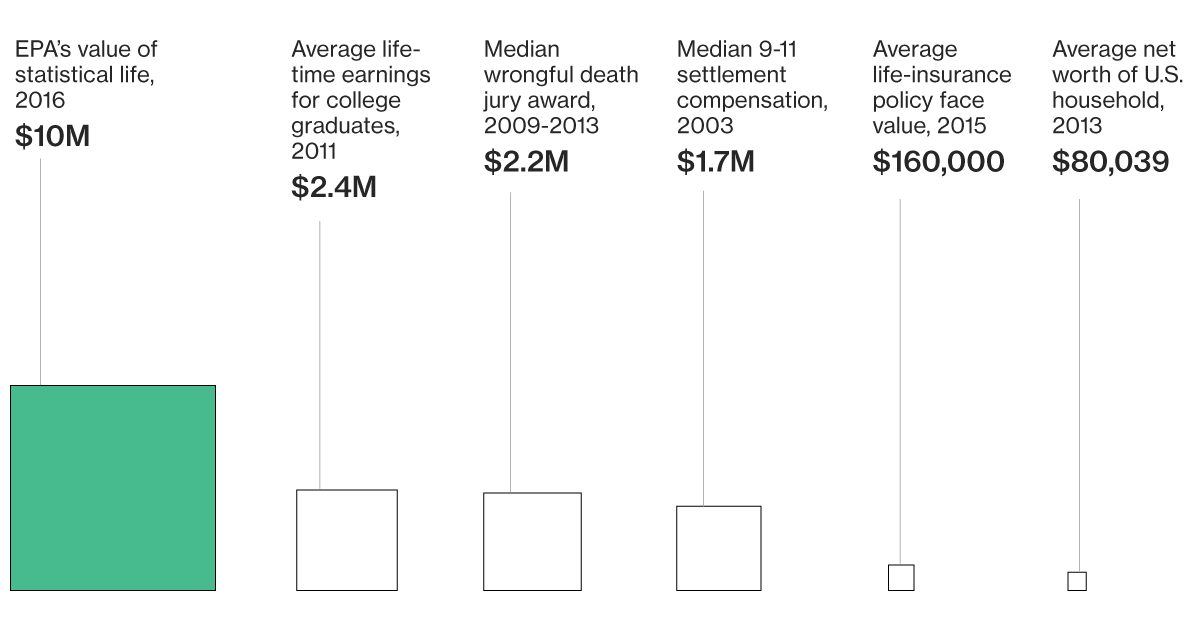 EPA’s value of
statistical life,
2016
$10M
Average life-
time earnings
for college
graduates,
2011
$2.4M
Median
wrongful death
jury award,
2009-2013
$2.2M
Median 9-11
settlement
compensation,
2003
$1.7M
Average
life-insurance
policy face
value, 2015
$160,000
Average net
worth of U.S.
household,
2013
$80,039